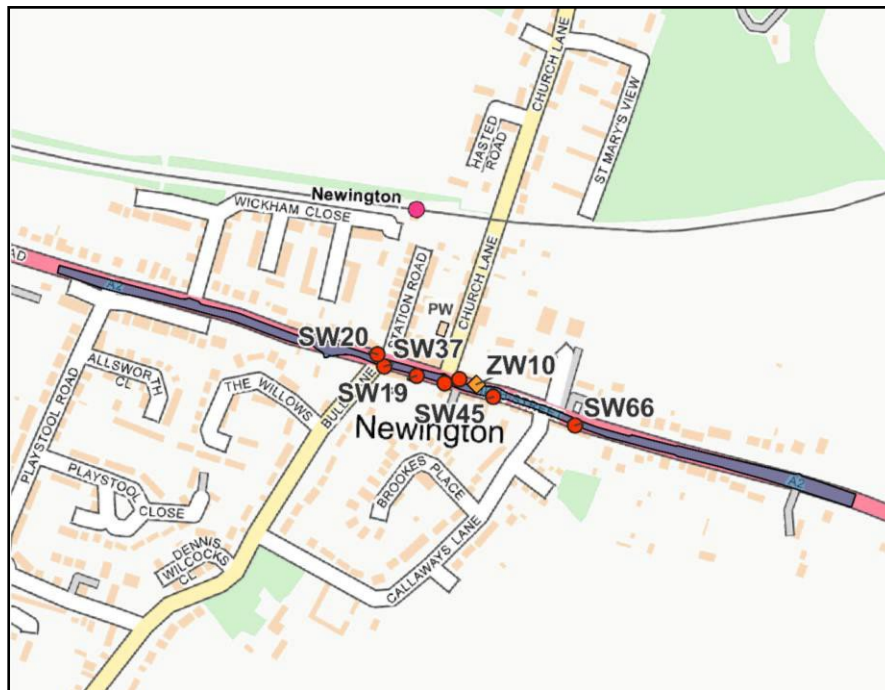 CHURCH LANE
HASTED
ROAD
ST MARY'S VIEW
Newington
WICKHAM CLOSE
STATION ROAD
CHURCH LANE
PW
AD
A2
SW20
SW37
ZW10
SW19
SW45
SW66
Newington
ALLSWORTH
CL
THE WILLOWS
PLAYSTOOL ROAD
BROOKES PLACE
PLAYSTOOL
CLOSE
CALLAWAYS LANE
DENNIS
WILCOCKS
CL
A2